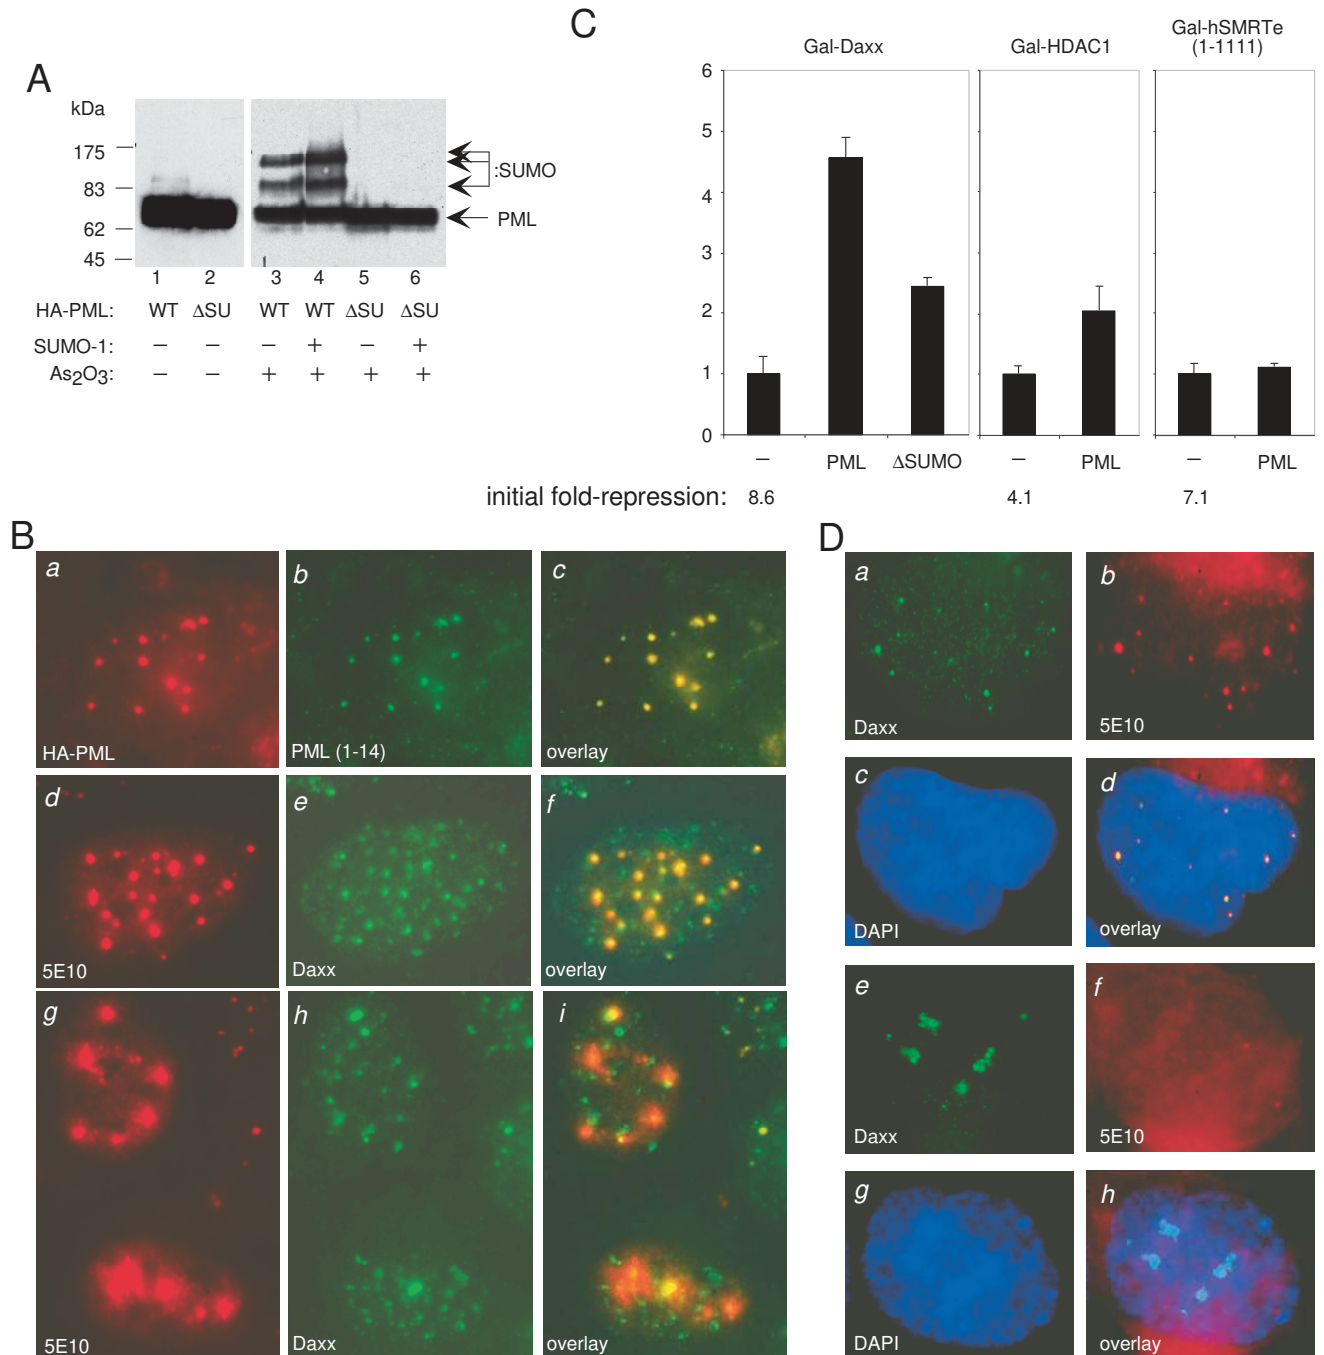 A
kDa
175
83
62
45
:SUMO
PML
1 2 3 4 5 6
HA-PML: WT ΔSU WT WT ΔSU ΔSU
SUMO-1: – – – + – +
As2O3: – – + + + +
C
Gal-Daxx Gal-HDAC1 Gal-hSMRTe (1-1111)
6
5
4
3
2
1
0
– PML ΔSUMO – PML – PML
initial fold-repression: 8.6 4.1 7.1
B
a HA-PML
b PML (1-14)
c overlay
d 5E10
e Daxx
f overlay
g 5E10
h Daxx
i overlay
D
a Daxx
b 5E10
c DAPI
d overlay
e Daxx
f 5E10
g DAPI
h overlay